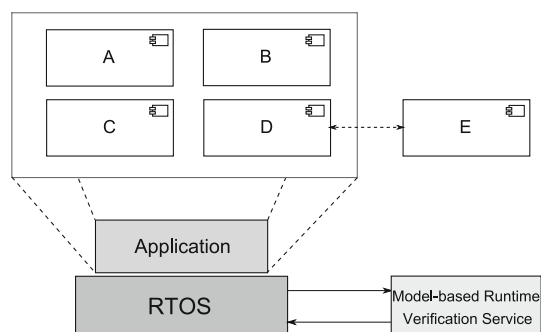 A
B
C
D
E
Application
RTOS
Model-based Runtime
Verification Service